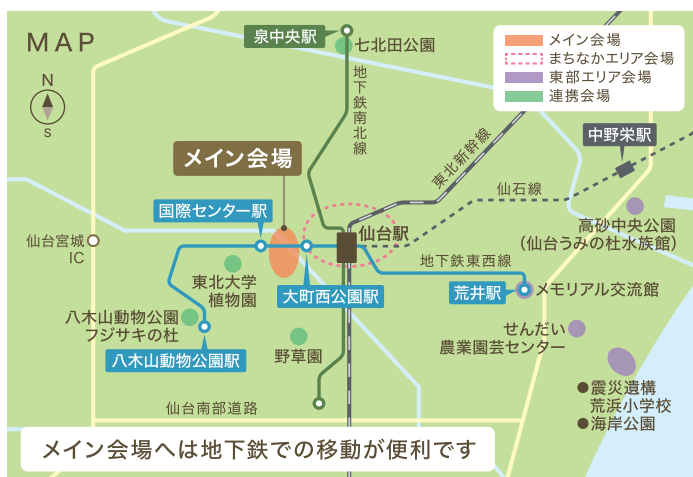 MAP
N
S
泉中央駅
七北田公園
地下鉄南北線
メイン会場
まちなかエリア会場
東部エリア会場
連携会場
東北新幹線
中野栄駅
仙石線
メイン会場
国際センター駅
仙台駅
高砂中央公園
(仙台うみの杜水族館)
仙台宮城
IC
東北大学
植物園
大町西公園駅
地下鉄東西線
荒井駅
メモリアル交流館
八木山動物公園
フジサキの杜
八木山動物公園駅
野草園
せんだい
農業園芸センター
●震災遺構
荒浜小学校
●海岸公園
仙台南部道路
メイン会場へは地下鉄での移動が便利です